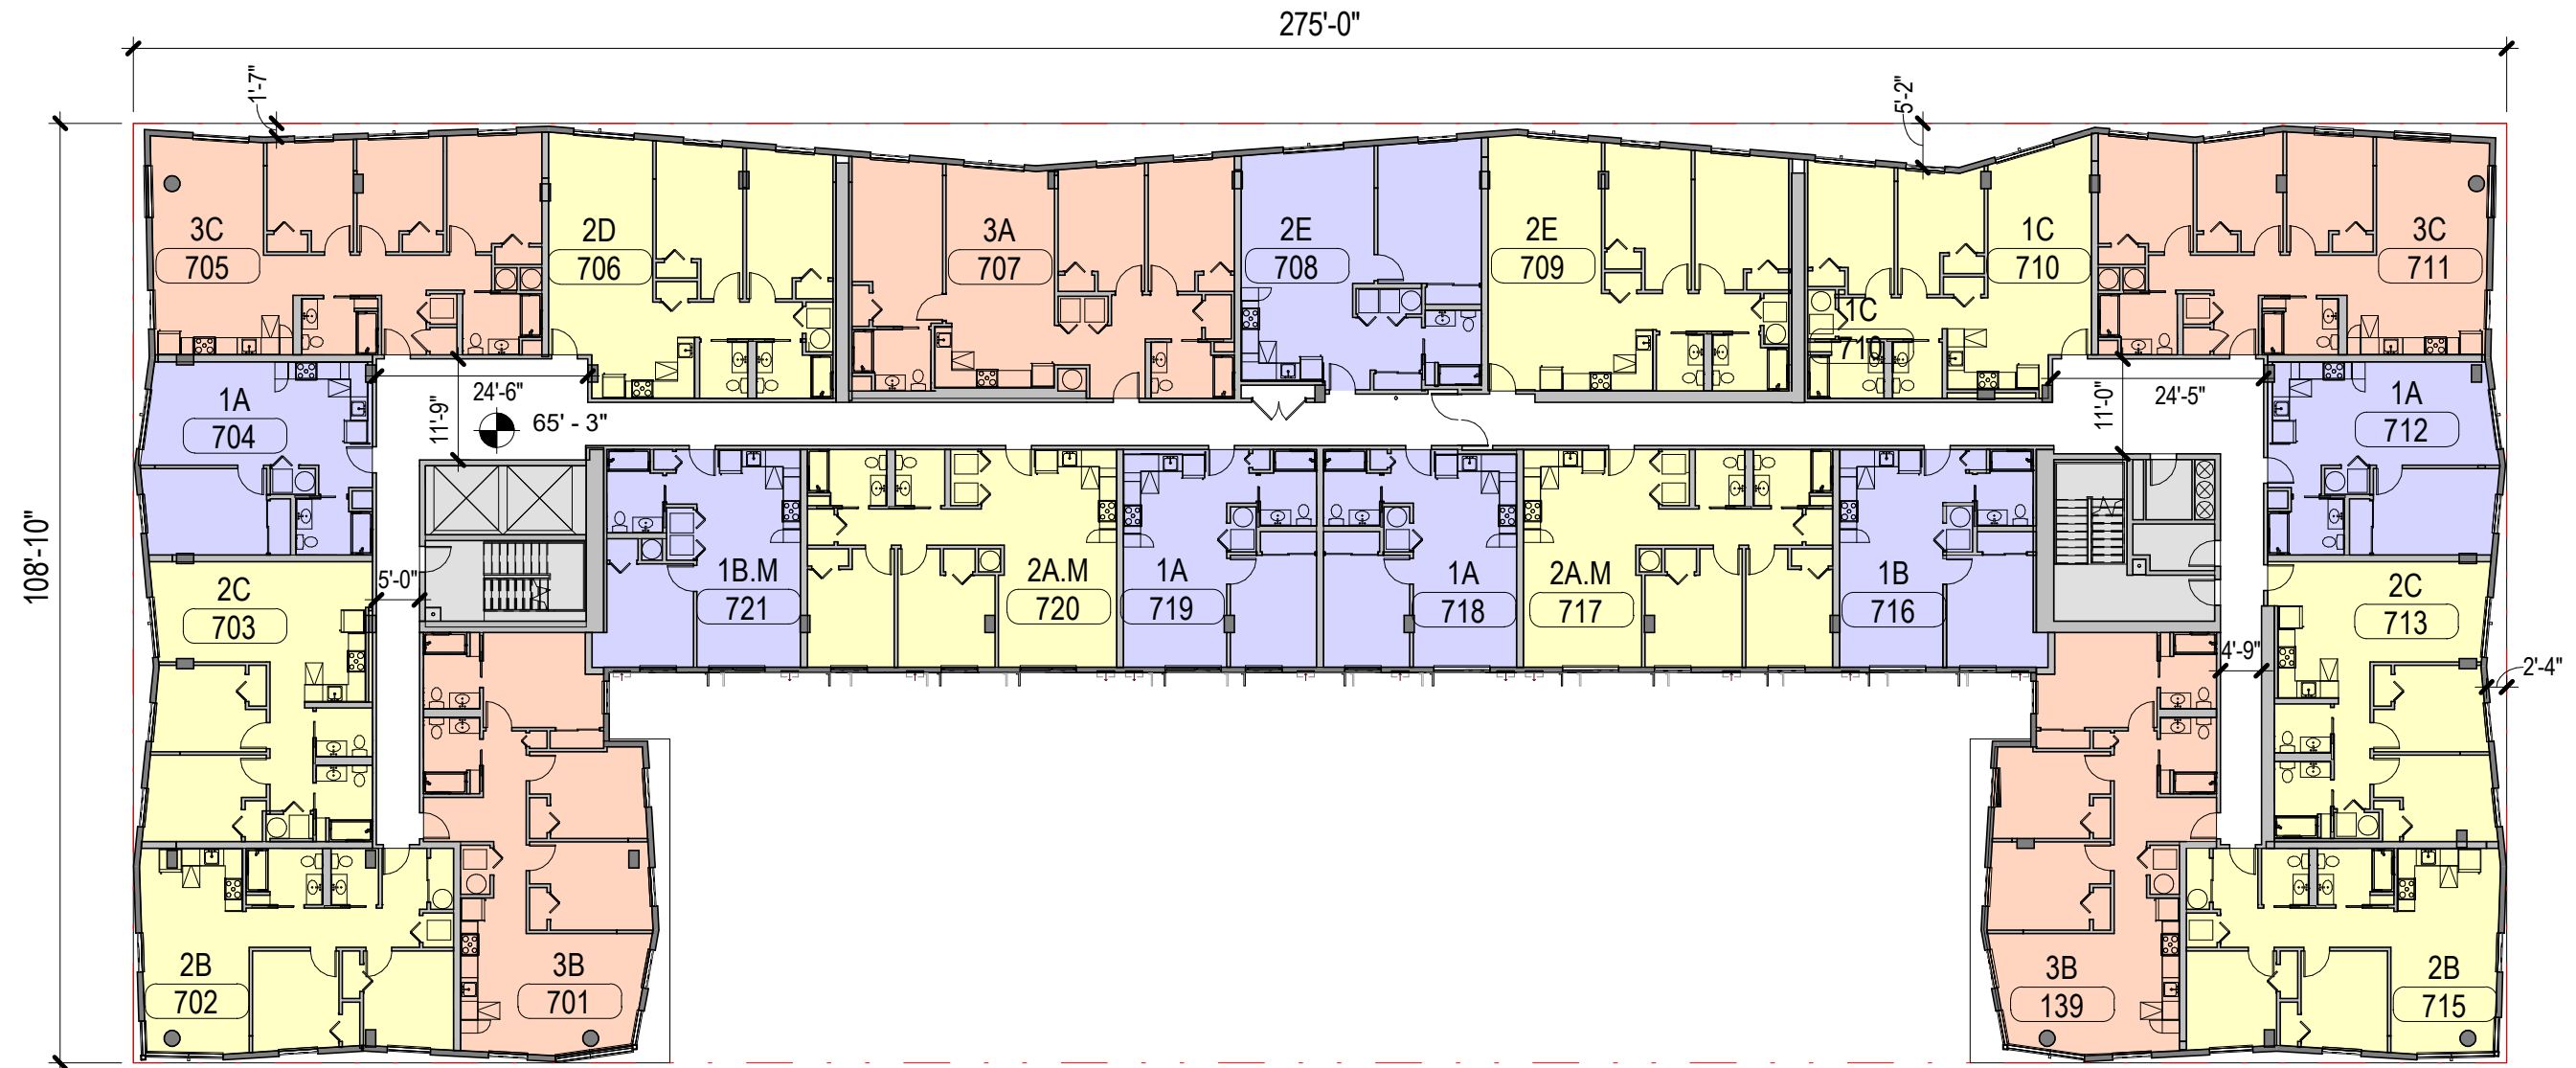 275'-0"
1'-7"
5'-2"
3C
705
2D
706
3A
707
2E
708
2E
709
1C
710
1C
710
3C
711
24'-6"
11'-9"
65' - 3"
11'-0"
24'-5"
1A
704
1A
712
108'-10"
5'-0"
2C
703
1B.M
721
2A.M
720
1A
719
1A
718
2A.M
717
1B
716
2C
713
4'-9"
2'-4"
2B
702
3B
701
3B
139
2B
715